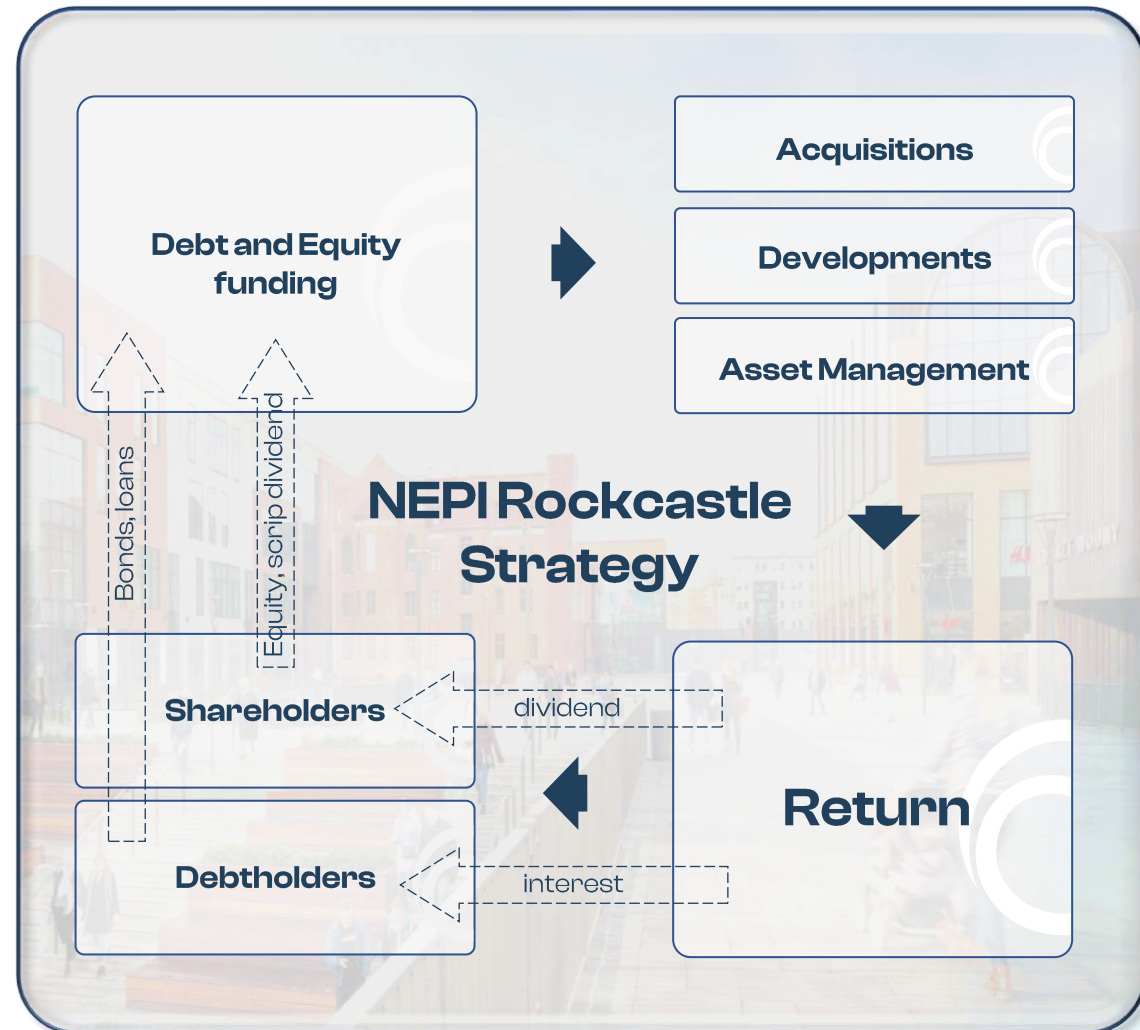 Debt and Equity
funding
Acquisitions
Developments
Asset Management
Bonds, loans
Equity, scrip dividend
NEPI Rockcastle
Strategy
Shareholders
dividend
Return
Debtholders
interest